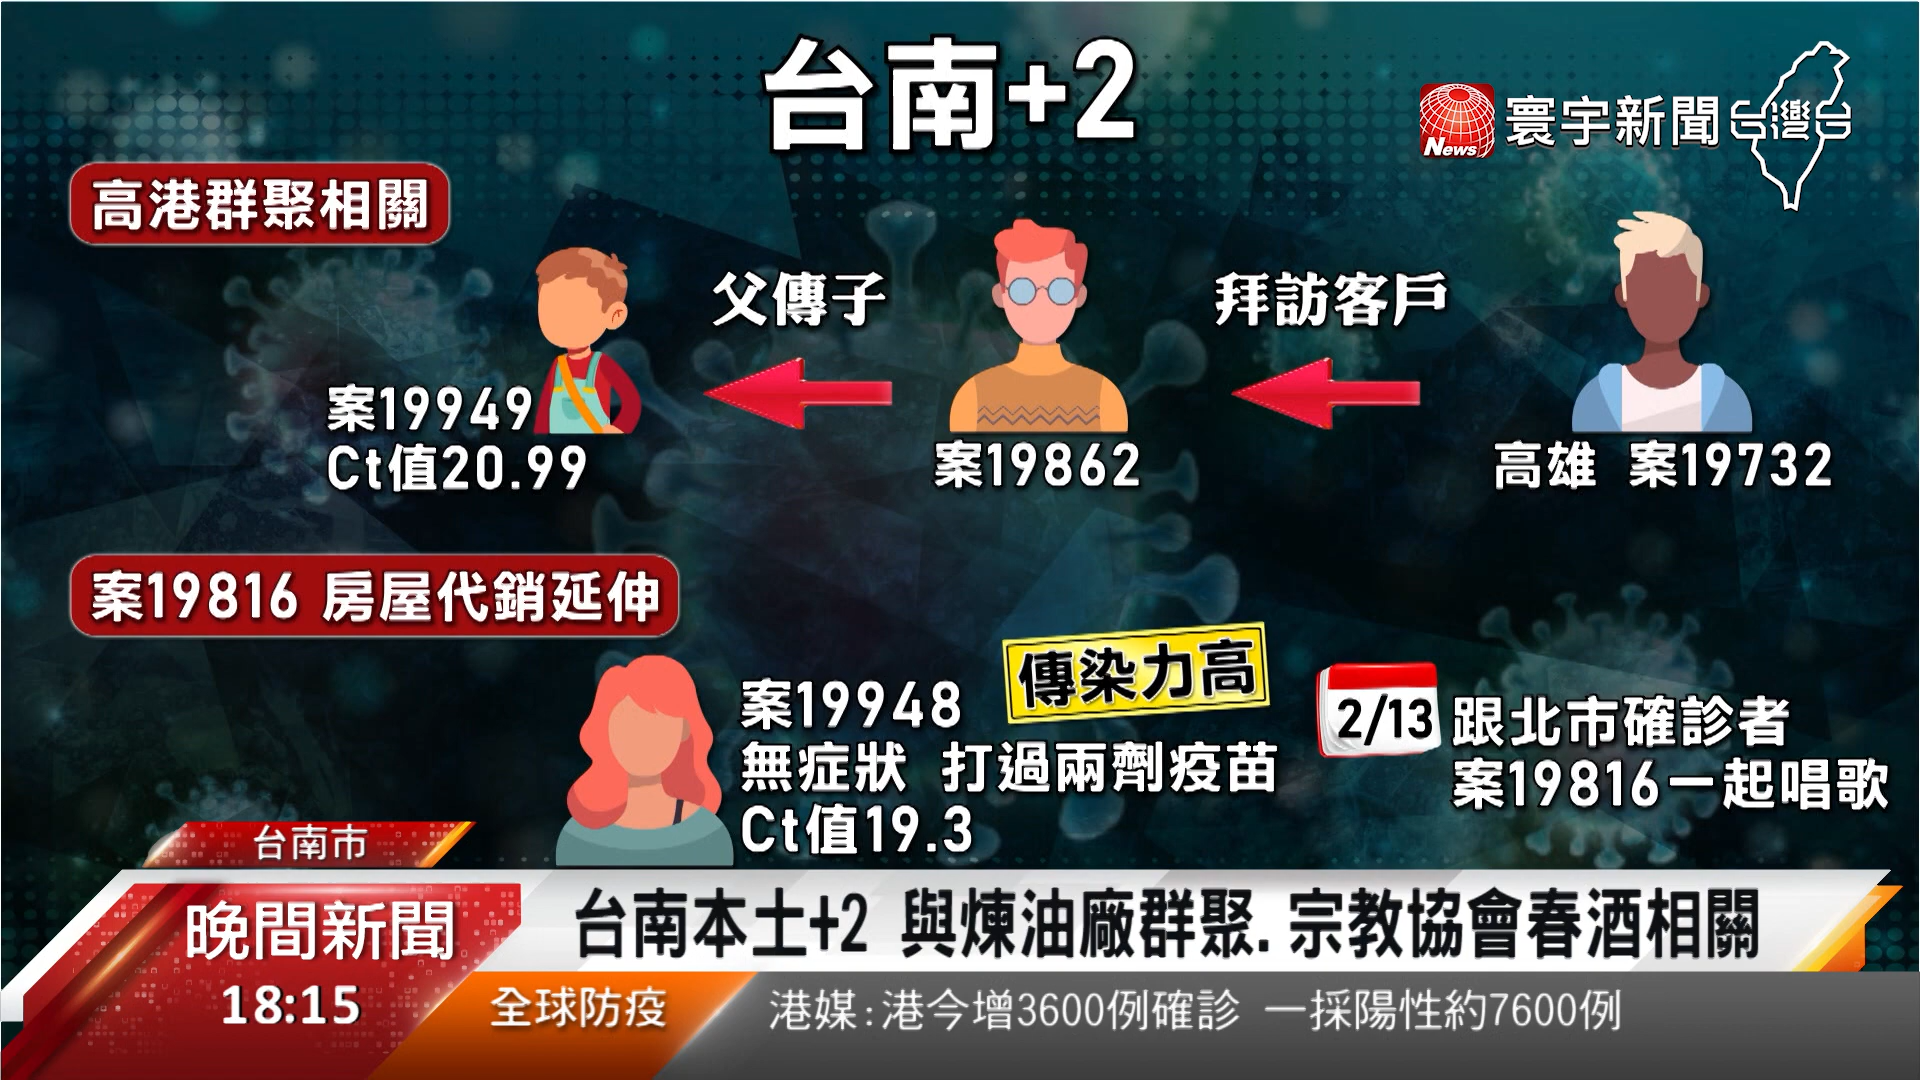 台南+2
News 寰宇新聞 台灣台
高港群聚相關
父傳子
拜訪客戶
案19949
Ct值20.99
案19862
高雄 案19732
案19816 房屋代銷延伸
案19948
傳染力高
無症狀 打過兩劑疫苗
Ct值19.3
2/13 跟北市確診者
案19816一起唱歌
台南市
晚間新聞
台南本土+2 與煉油廠群聚.宗教協會春酒相關
18:15
全球防疫
港媒:港今增3600例確診 一採陽性約7600例